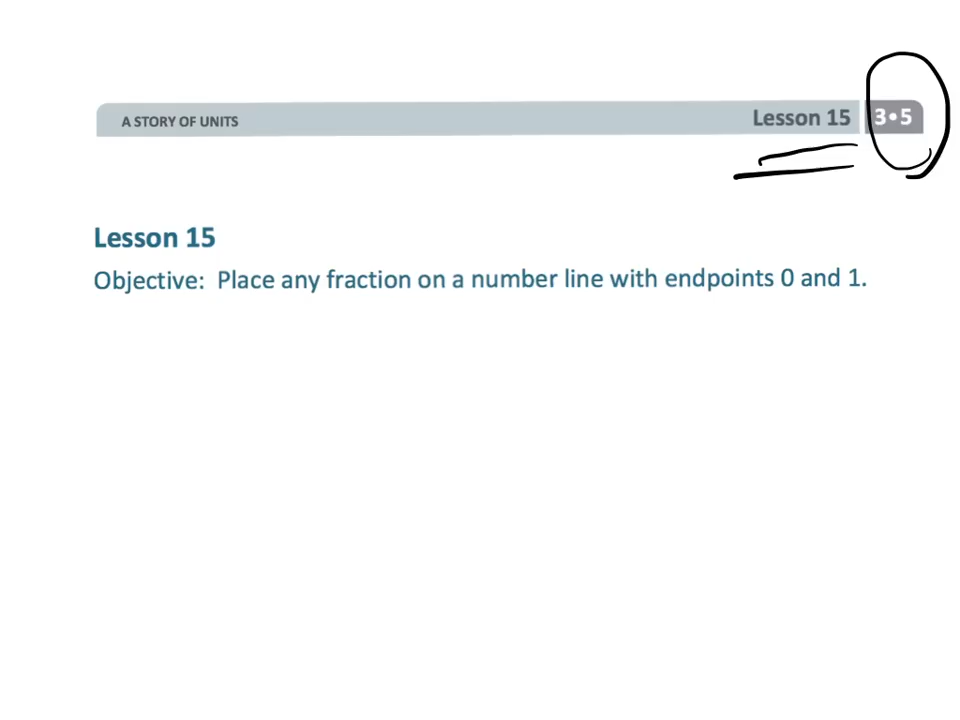 A STORY OF UNITS
Lesson 15 3•5
Lesson 15
Objective: Place any fraction on a number line with endpoints 0 and 1.